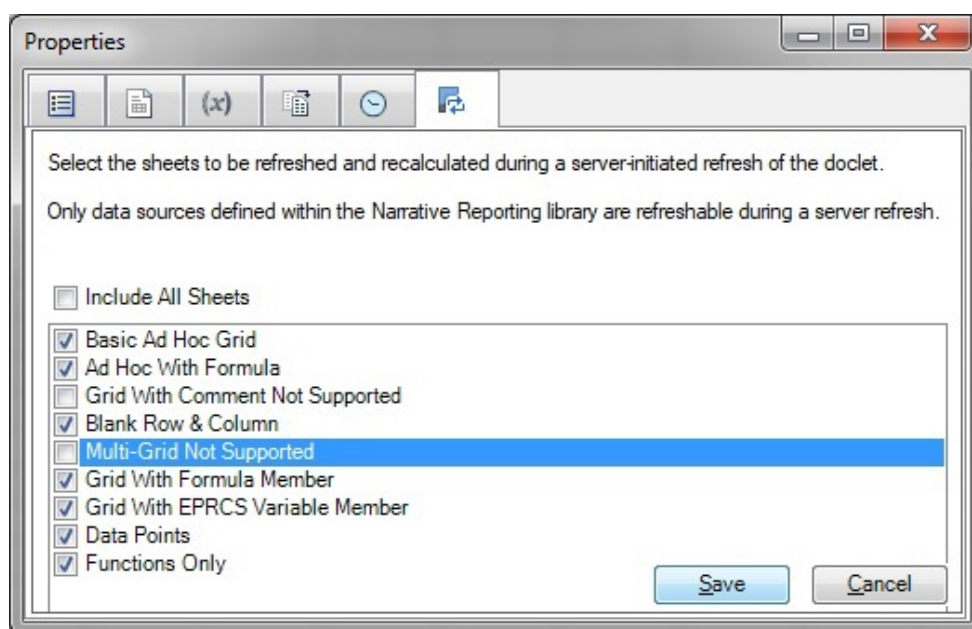 Properties
(x)
Select the sheets to be refreshed and recalculated during a server-initiated refresh of the doclet.
Only data sources defined within the Narrative Reporting library are refreshable during a server refresh.
Include All Sheets
Basic Ad Hoc Grid
Ad Hoc With Formula
Grid With Comment Not Supported
Blank Row & Column
Multi-Grid Not Supported
Grid With Formula Member
Grid With EPRCS Variable Member
Data Points
Functions Only
Save
Cancel